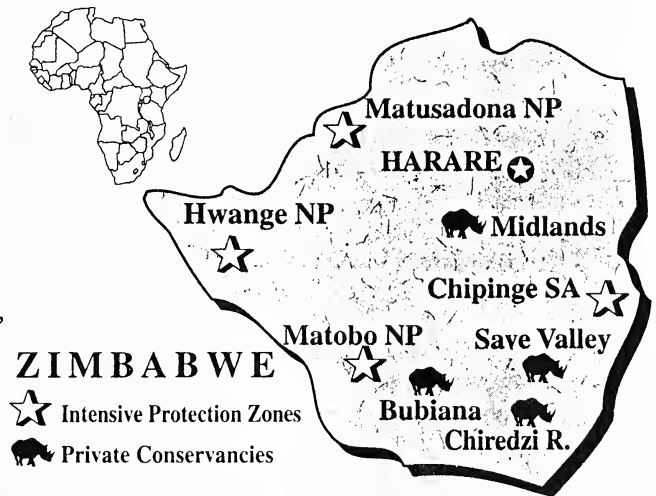 Matusadona NP
HARARE
Hwange NP
Midlands
Chipinge SA
Matobo NP
Save Valley
ZIMBABWE
Bubiana
Intensive Protection Zones
Chiredzi R.
Private Conservancies